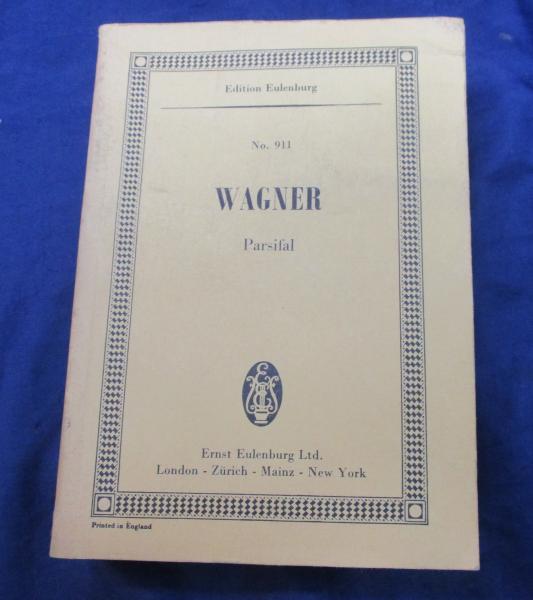 Edition Eulenburg
No. 911
WAGNER
Parsifal
E
Ernst Eulenburg Ltd.
London - Zürich - Mainz - New York
Printed in England